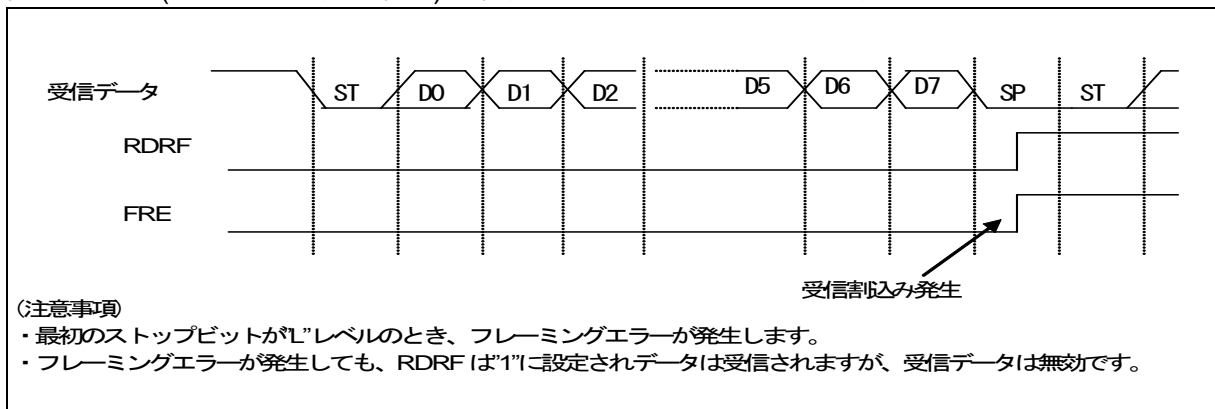 受信データ ST D0 D1 D2 D5 D6 D7 SP ST
RDRF
FRE
受信割込み発生
(注意事項)
・最初のストップビットが"L"レベルのとき、フレーミングエラーが発生します。
・フレーミングエラーが発生しても、RDRF は"1"に設定されデータは受信されますが、受信データは無効です。